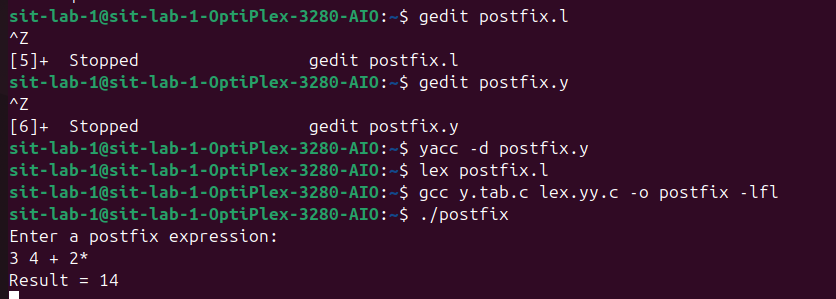 sit-lab-1@sit-lab-1-OptiPlex-3280-AIO:~$ gedit postfix.l
^Z
[5]+  Stopped                 gedit postfix.l
sit-lab-1@sit-lab-1-OptiPlex-3280-AIO:~$ gedit postfix.y
^Z
[6]+  Stopped                 gedit postfix.y
sit-lab-1@sit-lab-1-OptiPlex-3280-AIO:~$ yacc -d postfix.y
sit-lab-1@sit-lab-1-OptiPlex-3280-AIO:~$ lex postfix.l
sit-lab-1@sit-lab-1-OptiPlex-3280-AIO:~$ gcc y.tab.c lex.yy.c -o postfix -lfl
sit-lab-1@sit-lab-1-OptiPlex-3280-AIO:~$ ./postfix
Enter a postfix expression:
3 4 + 2*
Result = 14